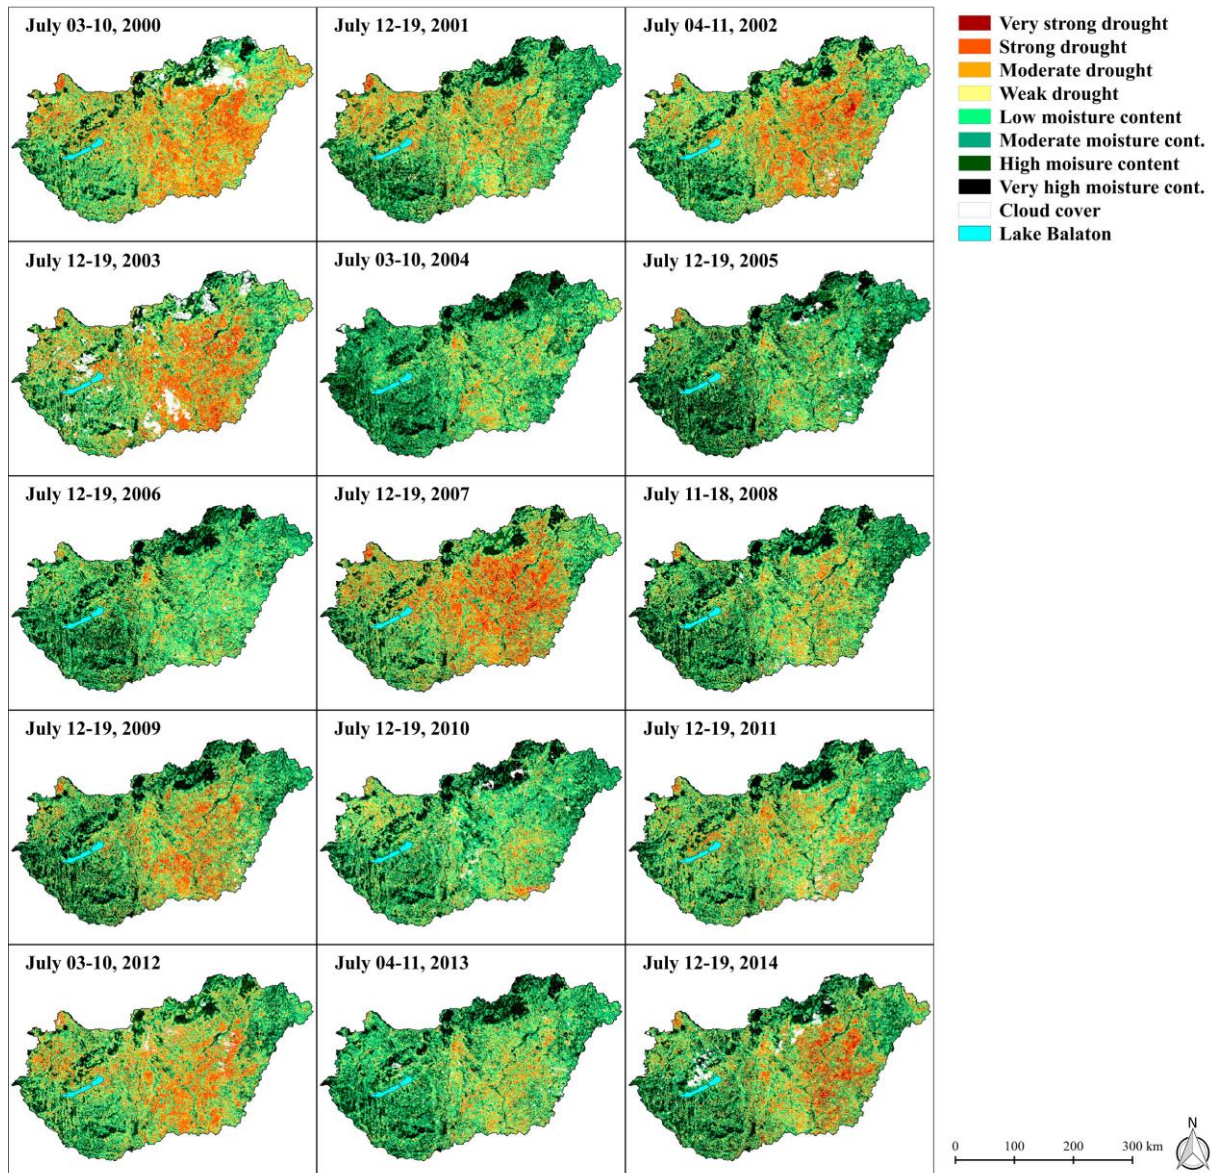 July 03-10, 2000
July 12-19, 2001
July 04-11, 2002
Very strong drought
Strong drought
Moderate drought
Weak drought
Low moisture content
Moderate moisture cont.
High moisure content
Very high moisture cont.
Cloud cover
Lake Balaton
July 12-19, 2003
July 03-10, 2004
July 12-19, 2005
July 12-19, 2006
July 12-19, 2007
July 11-18, 2008
July 12-19, 2009
July 12-19, 2010
July 12-19, 2011
July 03-10, 2012
July 04-11, 2013
July 12-19, 2014
N
0 100 200 300 km